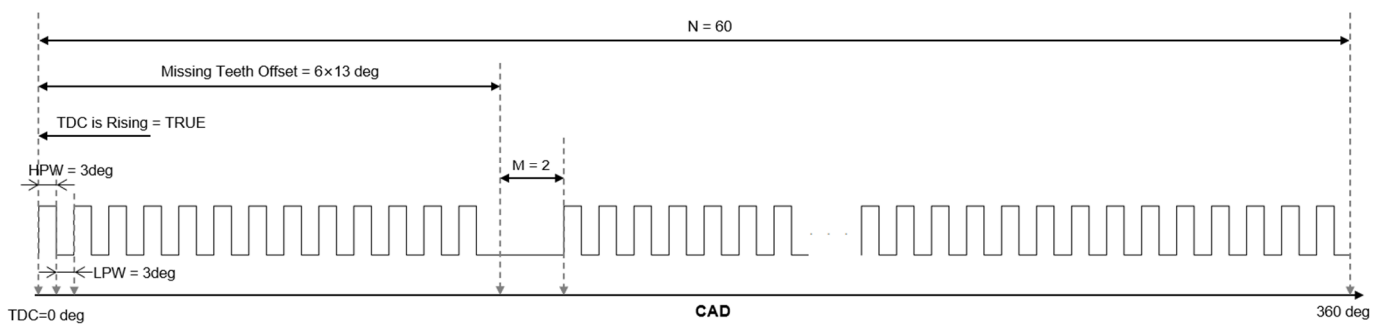 N = 60
Missing Teeth Offset = 6×13 deg
TDC is Rising = TRUE
HPW = 3deg
M = 2
. . .
LPW = 3deg
TDC=0 deg
CAD
360 deg